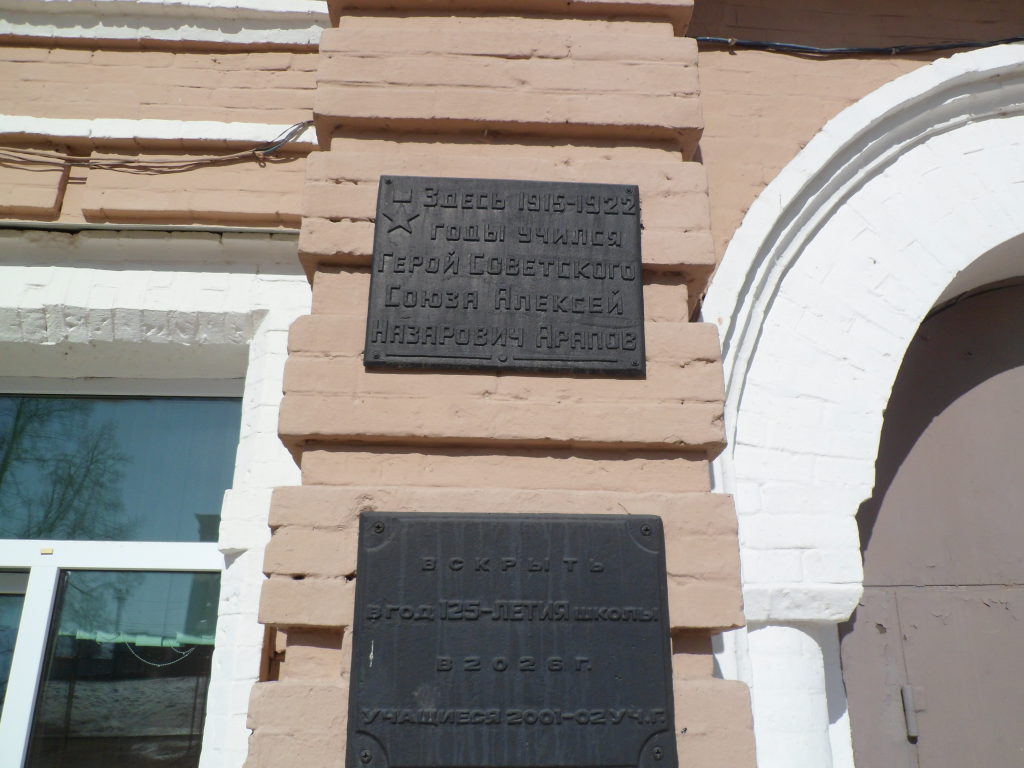 Здесь 1915-1922
годы учился
Герой Советского
Союза Алексей
Назарович Арапов
ВСКРЫТЬ
В ГОД 125-ЛЕТИЯ ШКОЛЫ
В 2026 Г.
УЧАЩИЕСЯ 2001-02 УЧ.Г.